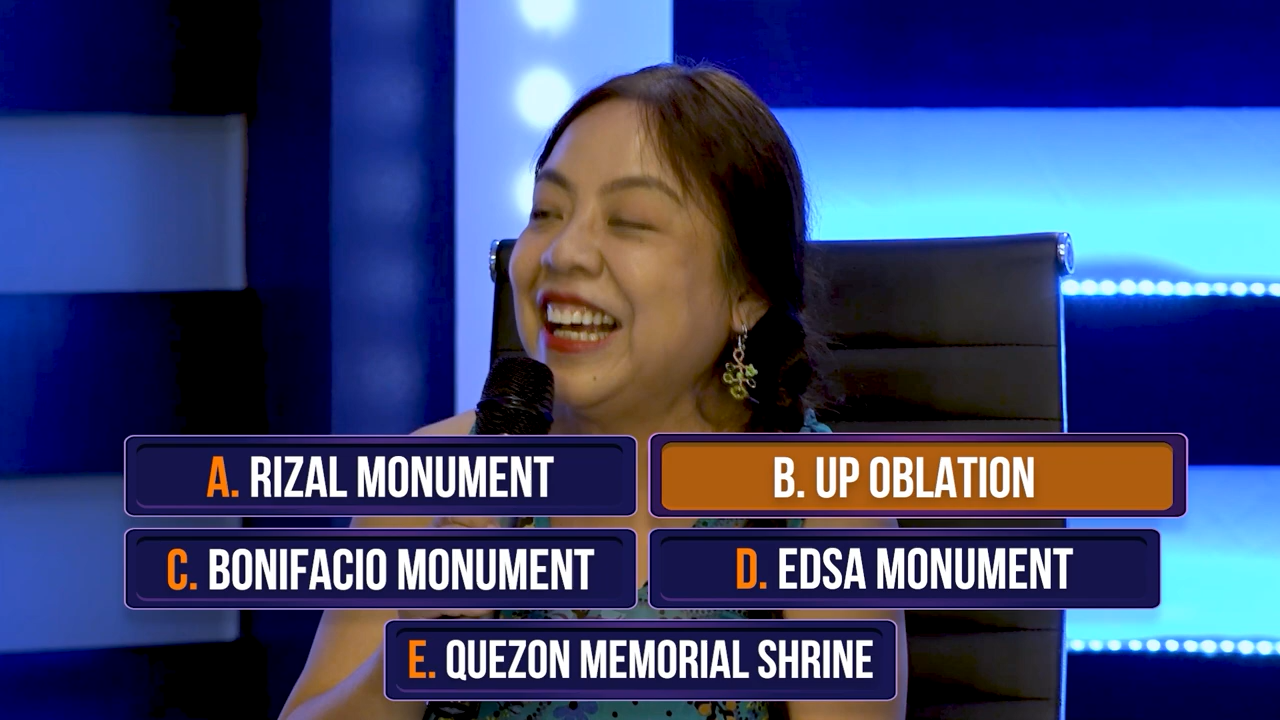 A. RIZAL MONUMENT
B. UP OBLATION
C. BONIFACIO MONUMENT
D. EDSA MONUMENT
E. QUEZON MEMORIAL SHRINE